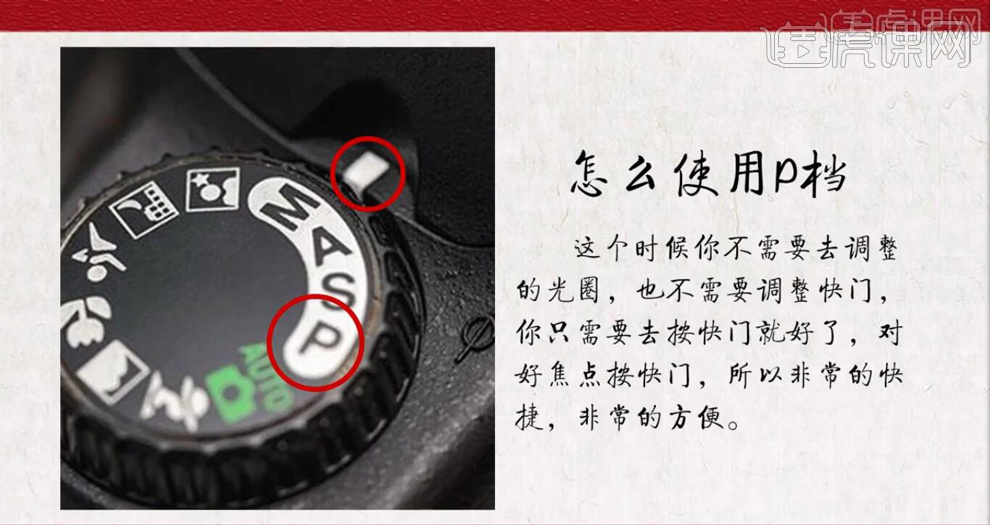 虎课网
虎课网
怎么使用P档
这个时候你不需要去调整
的光圈，也不需要调整快门，
你只需要去按快门就好了，对
好焦点按快门，所以非常的快
捷，非常的方便。
M
A
S
P
AUTO